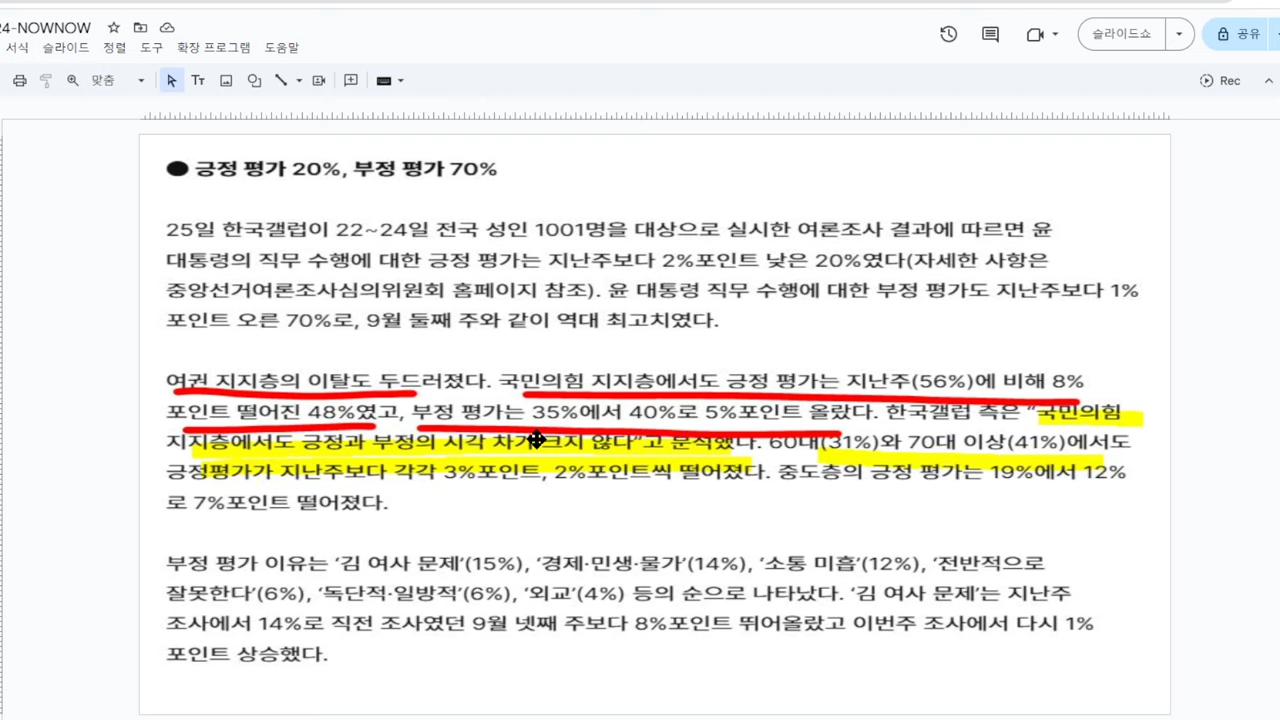 24-NOWNOW
서식 슬라이드 정렬 도구 확장 프로그램 도움말
슬라이드쇼
공유
맞춤
Tт
Rec
● 긍정 평가 20%, 부정 평가 70%
25일 한국갤럽이 22~24일 전국 성인 1001명을 대상으로 실시한 여론조사 결과에 따르면 윤
대통령의 직무 수행에 대한 긍정 평가는 지난주보다 2%포인트 낮은 20%였다(자세한 사항은
중앙선거여론조사심의위원회 홈페이지 참조). 윤 대통령 직무 수행에 대한 부정 평가도 지난주보다 1%
포인트 오른 70%로, 9월 둘째 주와 같이 역대 최고치였다.
여권 지지층의 이탈도 두드러졌다. 국민의힘 지지층에서도 긍정 평가는 지난주(56%)에 비해 8%
포인트 떨어진 48%였고, 부정 평가는 35%에서 40%로 5%포인트 올랐다. 한국갤럽 측은 “국민의힘
지지층에서도 긍정과 부정의 시각 차가 크지 않다”고 분석했다. 60대(31%)와 70대 이상(41%)에서도
긍정평가가 지난주보다 각각 3%포인트, 2%포인트씩 떨어졌다. 중도층의 긍정 평가는 19%에서 12%
로 7%포인트 떨어졌다.
부정 평가 이유는 ‘김 여사 문제‘(15%), ‘경제·민생·물가’(14%), ‘소통 미흡’(12%), ‘전반적으로
잘못한다’(6%), ‘독단적·일방적’(6%), ‘외교’(4%) 등의 순으로 나타났다. ‘김 여사 문제’는 지난주
조사에서 14%로 직전 조사였던 9월 넷째 주보다 8%포인트 뛰어올랐고 이번주 조사에서 다시 1%
포인트 상승했다.